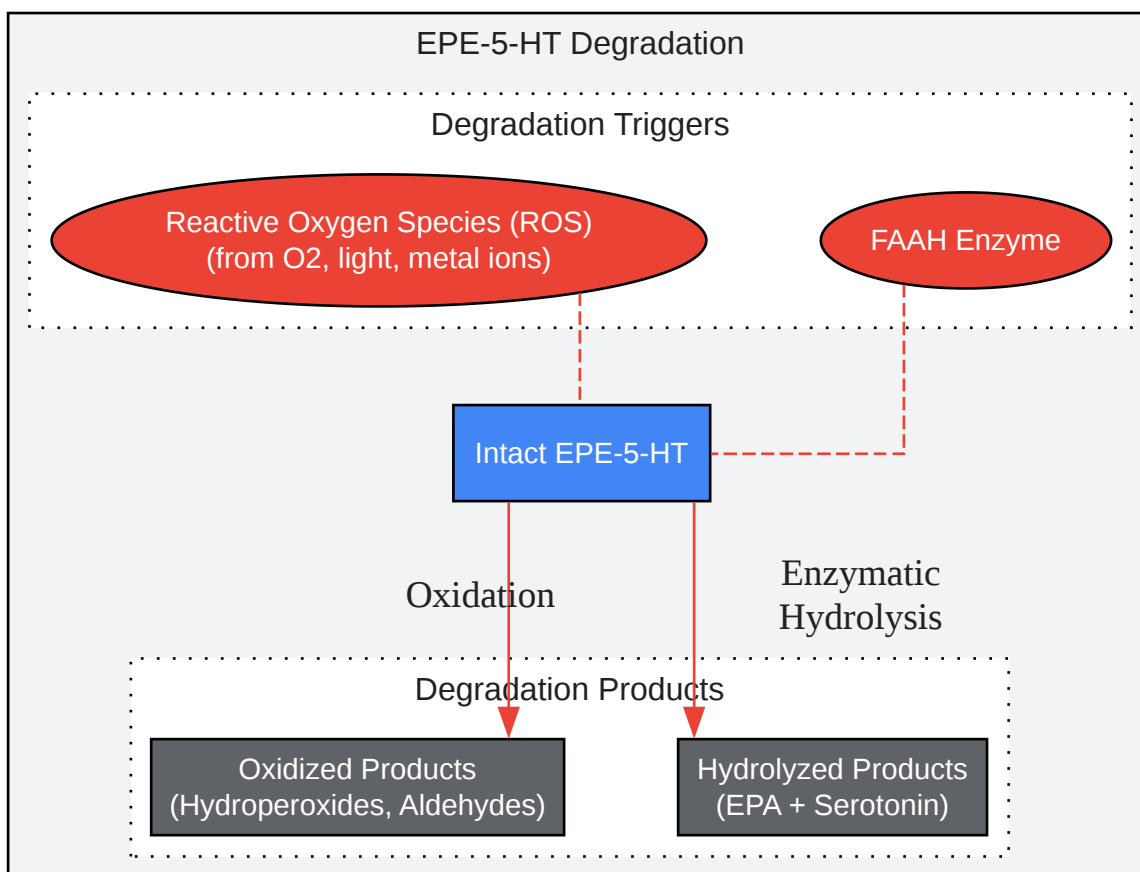 EPE-5-HT Degradation
Degradation Triggers
Reactive Oxygen Species (ROS)
(from O2, light, metal ions)
FAAH Enzyme
Intact EPE-5-HT
Oxidation
Enzymatic
Hydrolysis
Degradation Products
Oxidized Products
(Hydroperoxides, Aldehydes)
Hydrolyzed Products
(EPA + Serotonin)